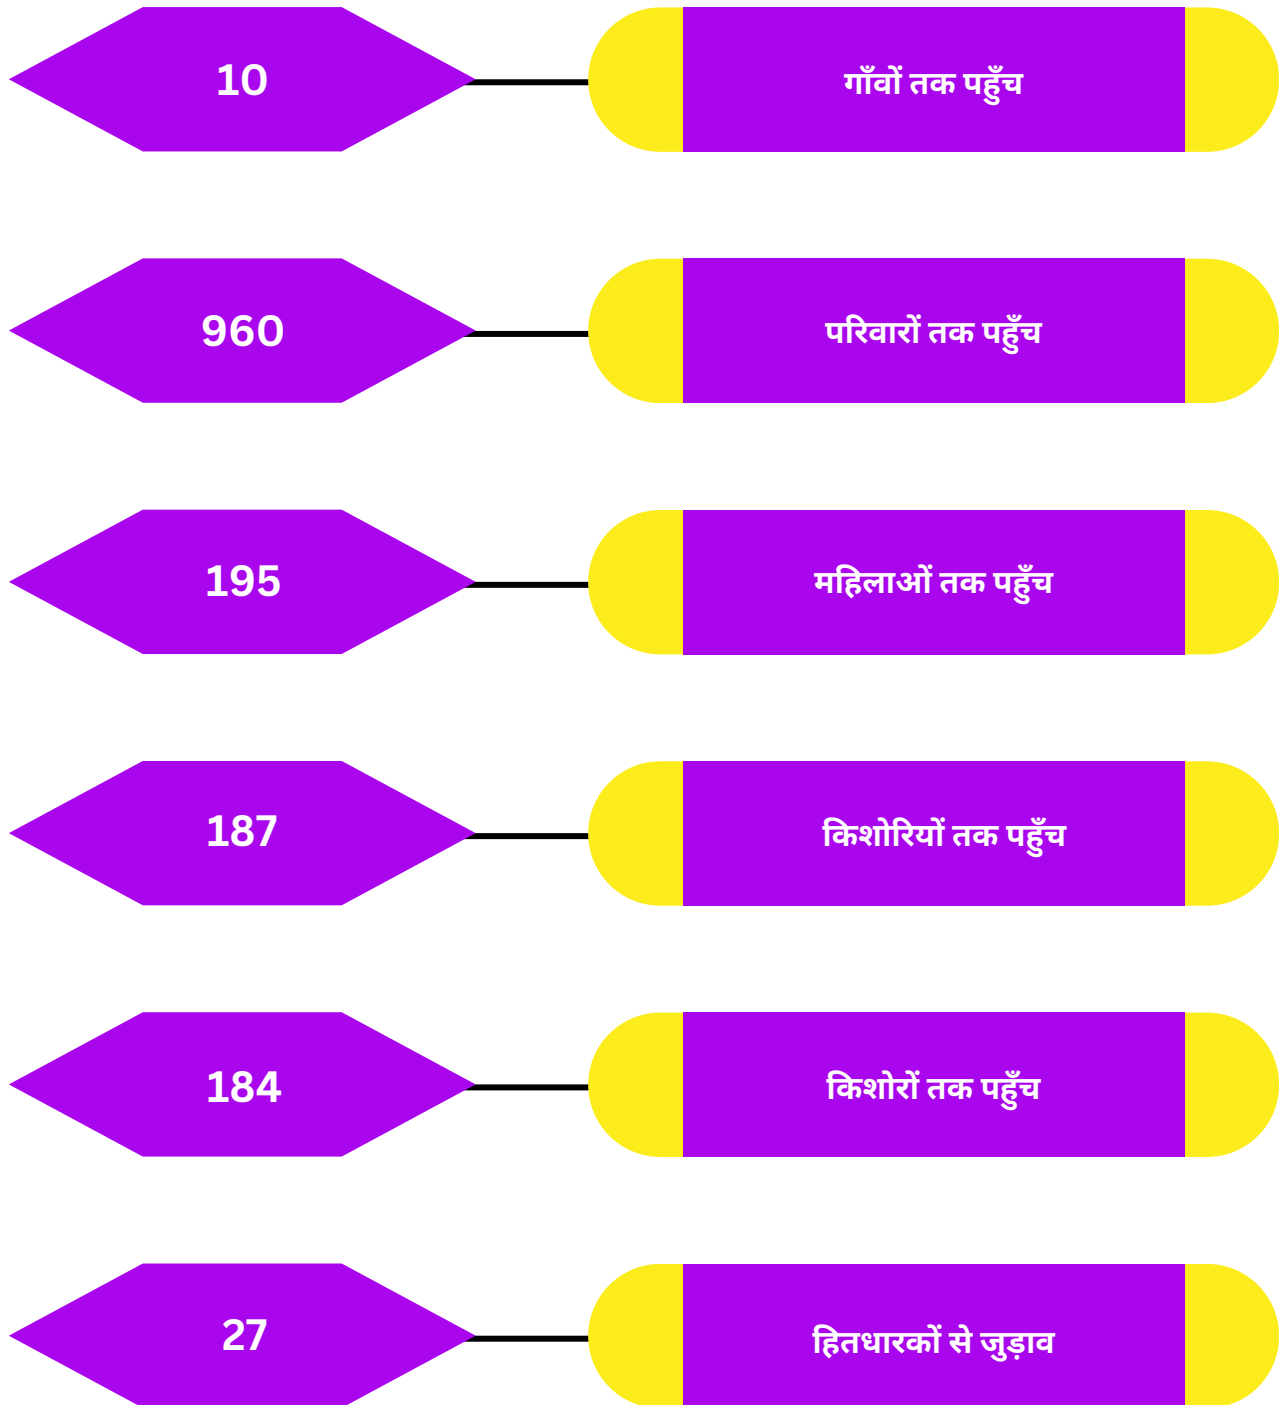 10
गाँवों तक पहुँच
960
परिवारों तक पहुँच
195
महिलाओं तक पहुँच
187
किशोरियों तक पहुँच
184
किशोरों तक पहुँच
27
हितधारकों से जुड़ाव